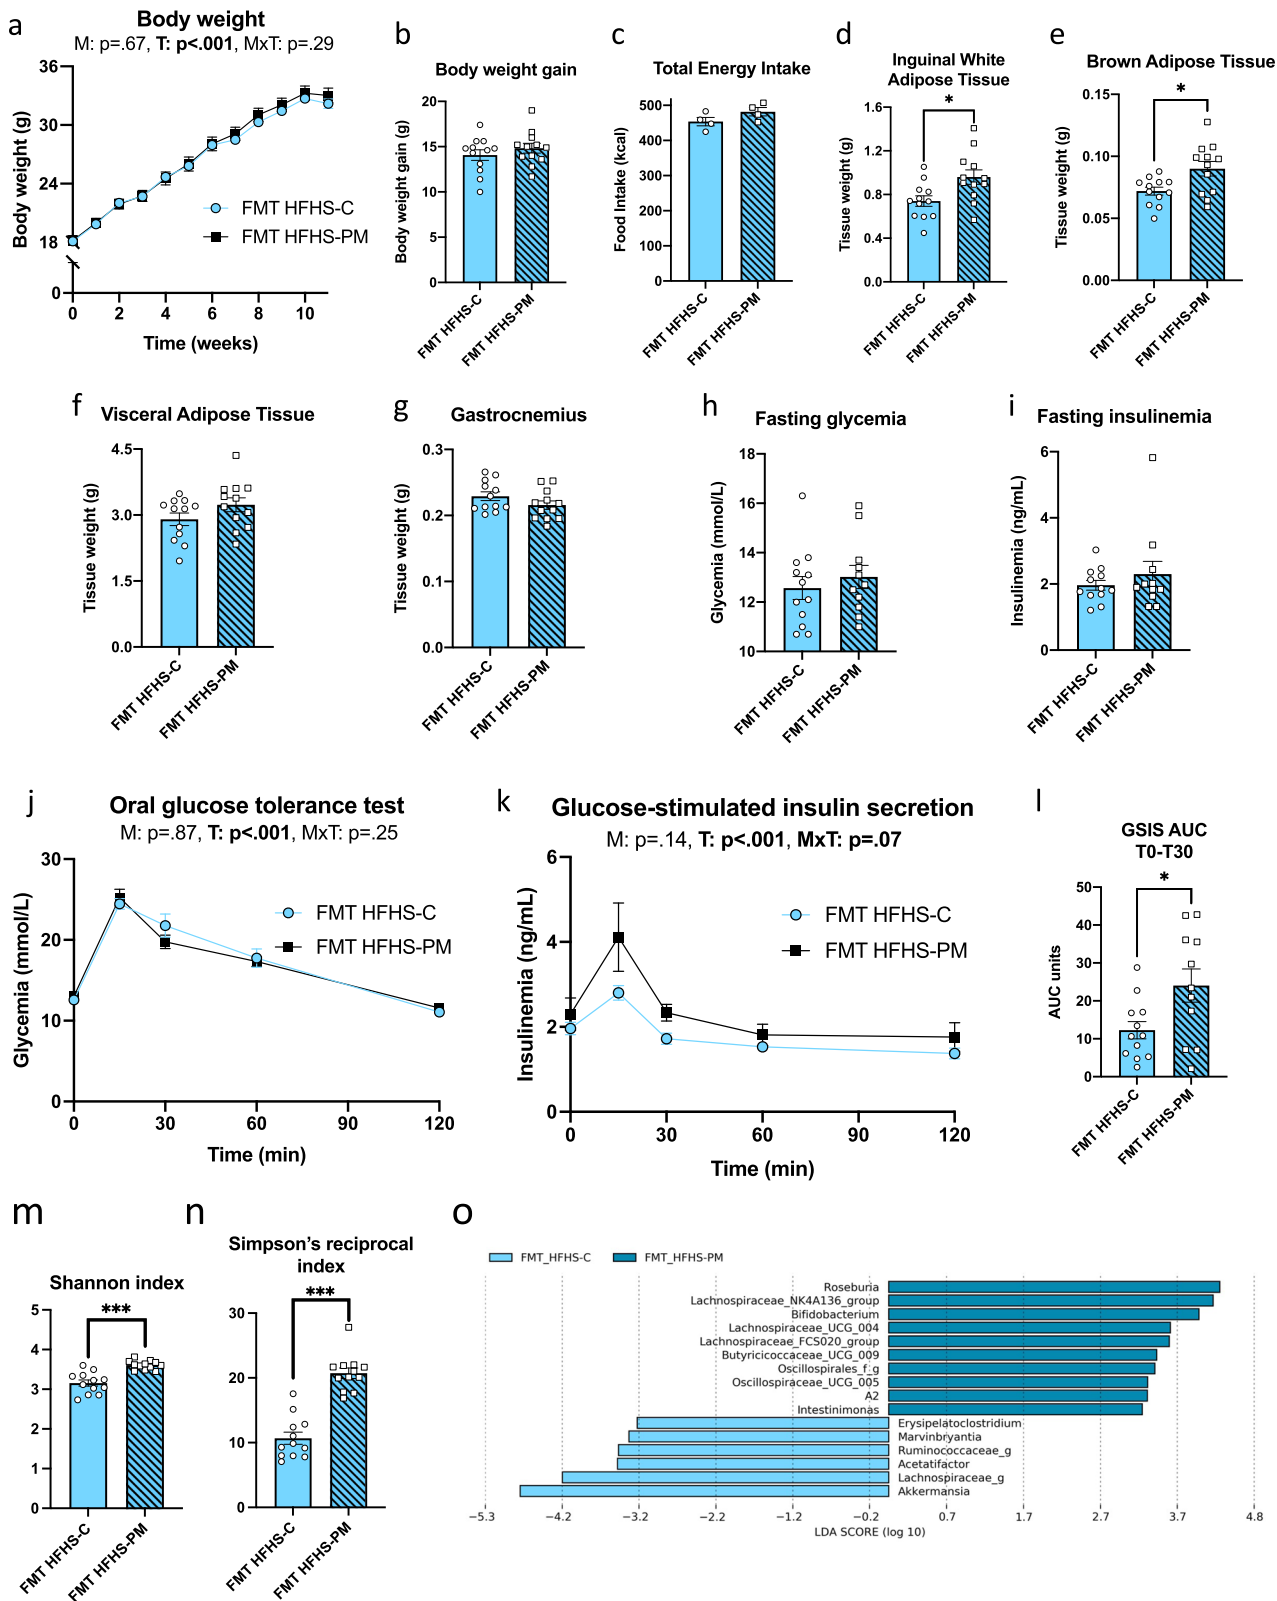 a
Body weight
M: p=.67, T: p<.001, MxT: p=.29
Body weight (g)
36
30
24
18
0
0 2 4 6 8 10
Time (weeks)
FMT HFHS-C
FMT HFHS-PM
b
Body weight gain
Body weight gain (g)
20
15
10
5
0
FMT HFHS-C
FMT HFHS-PM
c
Total Energy Intake
Food Intake (kcal)
500
400
300
200
100
0
FMT HFHS-C
FMT HFHS-PM
d
Inguinal White
Adipose Tissue
*
Tissue weight (g)
1.6
1.2
0.8
0.4
0.0
FMT HFHS-C
FMT HFHS-PM
e
Brown Adipose Tissue
*
Tissue weight (g)
0.15
0.10
0.05
0.00
FMT HFHS-C
FMT HFHS-PM
f
Visceral Adipose Tissue
Tissue weight (g)
4.5
3.0
1.5
0.0
FMT HFHS-C
FMT HFHS-PM
g
Gastrocnemius
Tissue weight (g)
0.3
0.2
0.1
0.0
FMT HFHS-C
FMT HFHS-PM
h
Fasting glycemia
Glycemia (mmol/L)
18
16
14
12
10
FMT HFHS-C
FMT HFHS-PM
i
Fasting insulinemia
Insulinemia (ng/mL)
6
4
2
0
FMT HFHS-C
FMT HFHS-PM
j
Oral glucose tolerance test
M: p=.87, T: p<.001, MxT: p=.25
Glycemia (mmol/L)
30
20
10
0
0 30 60 90 120
Time (min)
FMT HFHS-C
FMT HFHS-PM
k
Glucose-stimulated insulin secretion
M: p=.14, T: p<.001, MxT: p=.07
Insulinemia (ng/mL)
6
4
2
0
0 30 60 90 120
Time (min)
FMT HFHS-C
FMT HFHS-PM
l
GSIS AUC
T0-T30
*
AUC units
50
40
30
20
10
0
FMT HFHS-C
FMT HFHS-PM
m
Shannon index
***
5
4
3
2
1
0
FMT HFHS-C
FMT HFHS-PM
n
Simpson's reciprocal
index
***
30
20
10
0
FMT HFHS-C
FMT HFHS-PM
o
FMT_HFHS-C FMT_HFHS-PM
Roseburia
Lachnospiraceae_NK4A136_group
Bifidobacterium
Lachnospiraceae_UCG_004
Lachnospiraceae_FCS020_group
Butyricicoccaceae_UCG_009
Oscillospirales_f_g
Oscillospiraceae_UCG_005
A2
Intestinimonas
Erysipelatoclostridium
Marvinbryantia
Ruminococcaceae_g
Acetatifactor
Lachnospiraceae_g
Akkermansia
−5.3 −4.2 −3.2 −2.2 −1.2 −0.2 0.7 1.7 2.7 3.7 4.8
LDA SCORE (log 10)